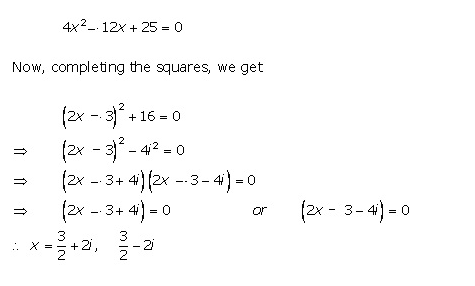 4x² – 12x + 25 = 0
Now, completing the squares, we get
(2x – 3)² + 16 = 0
⇒ (2x – 3)² – 4i² = 0
⇒ (2x – 3 + 4i)(2x – 3 – 4i) = 0
⇒ (2x – 3 + 4i) = 0 or (2x – 3 – 4i) = 0
∴ x = 3/2 + 2i, 3/2 – 2i